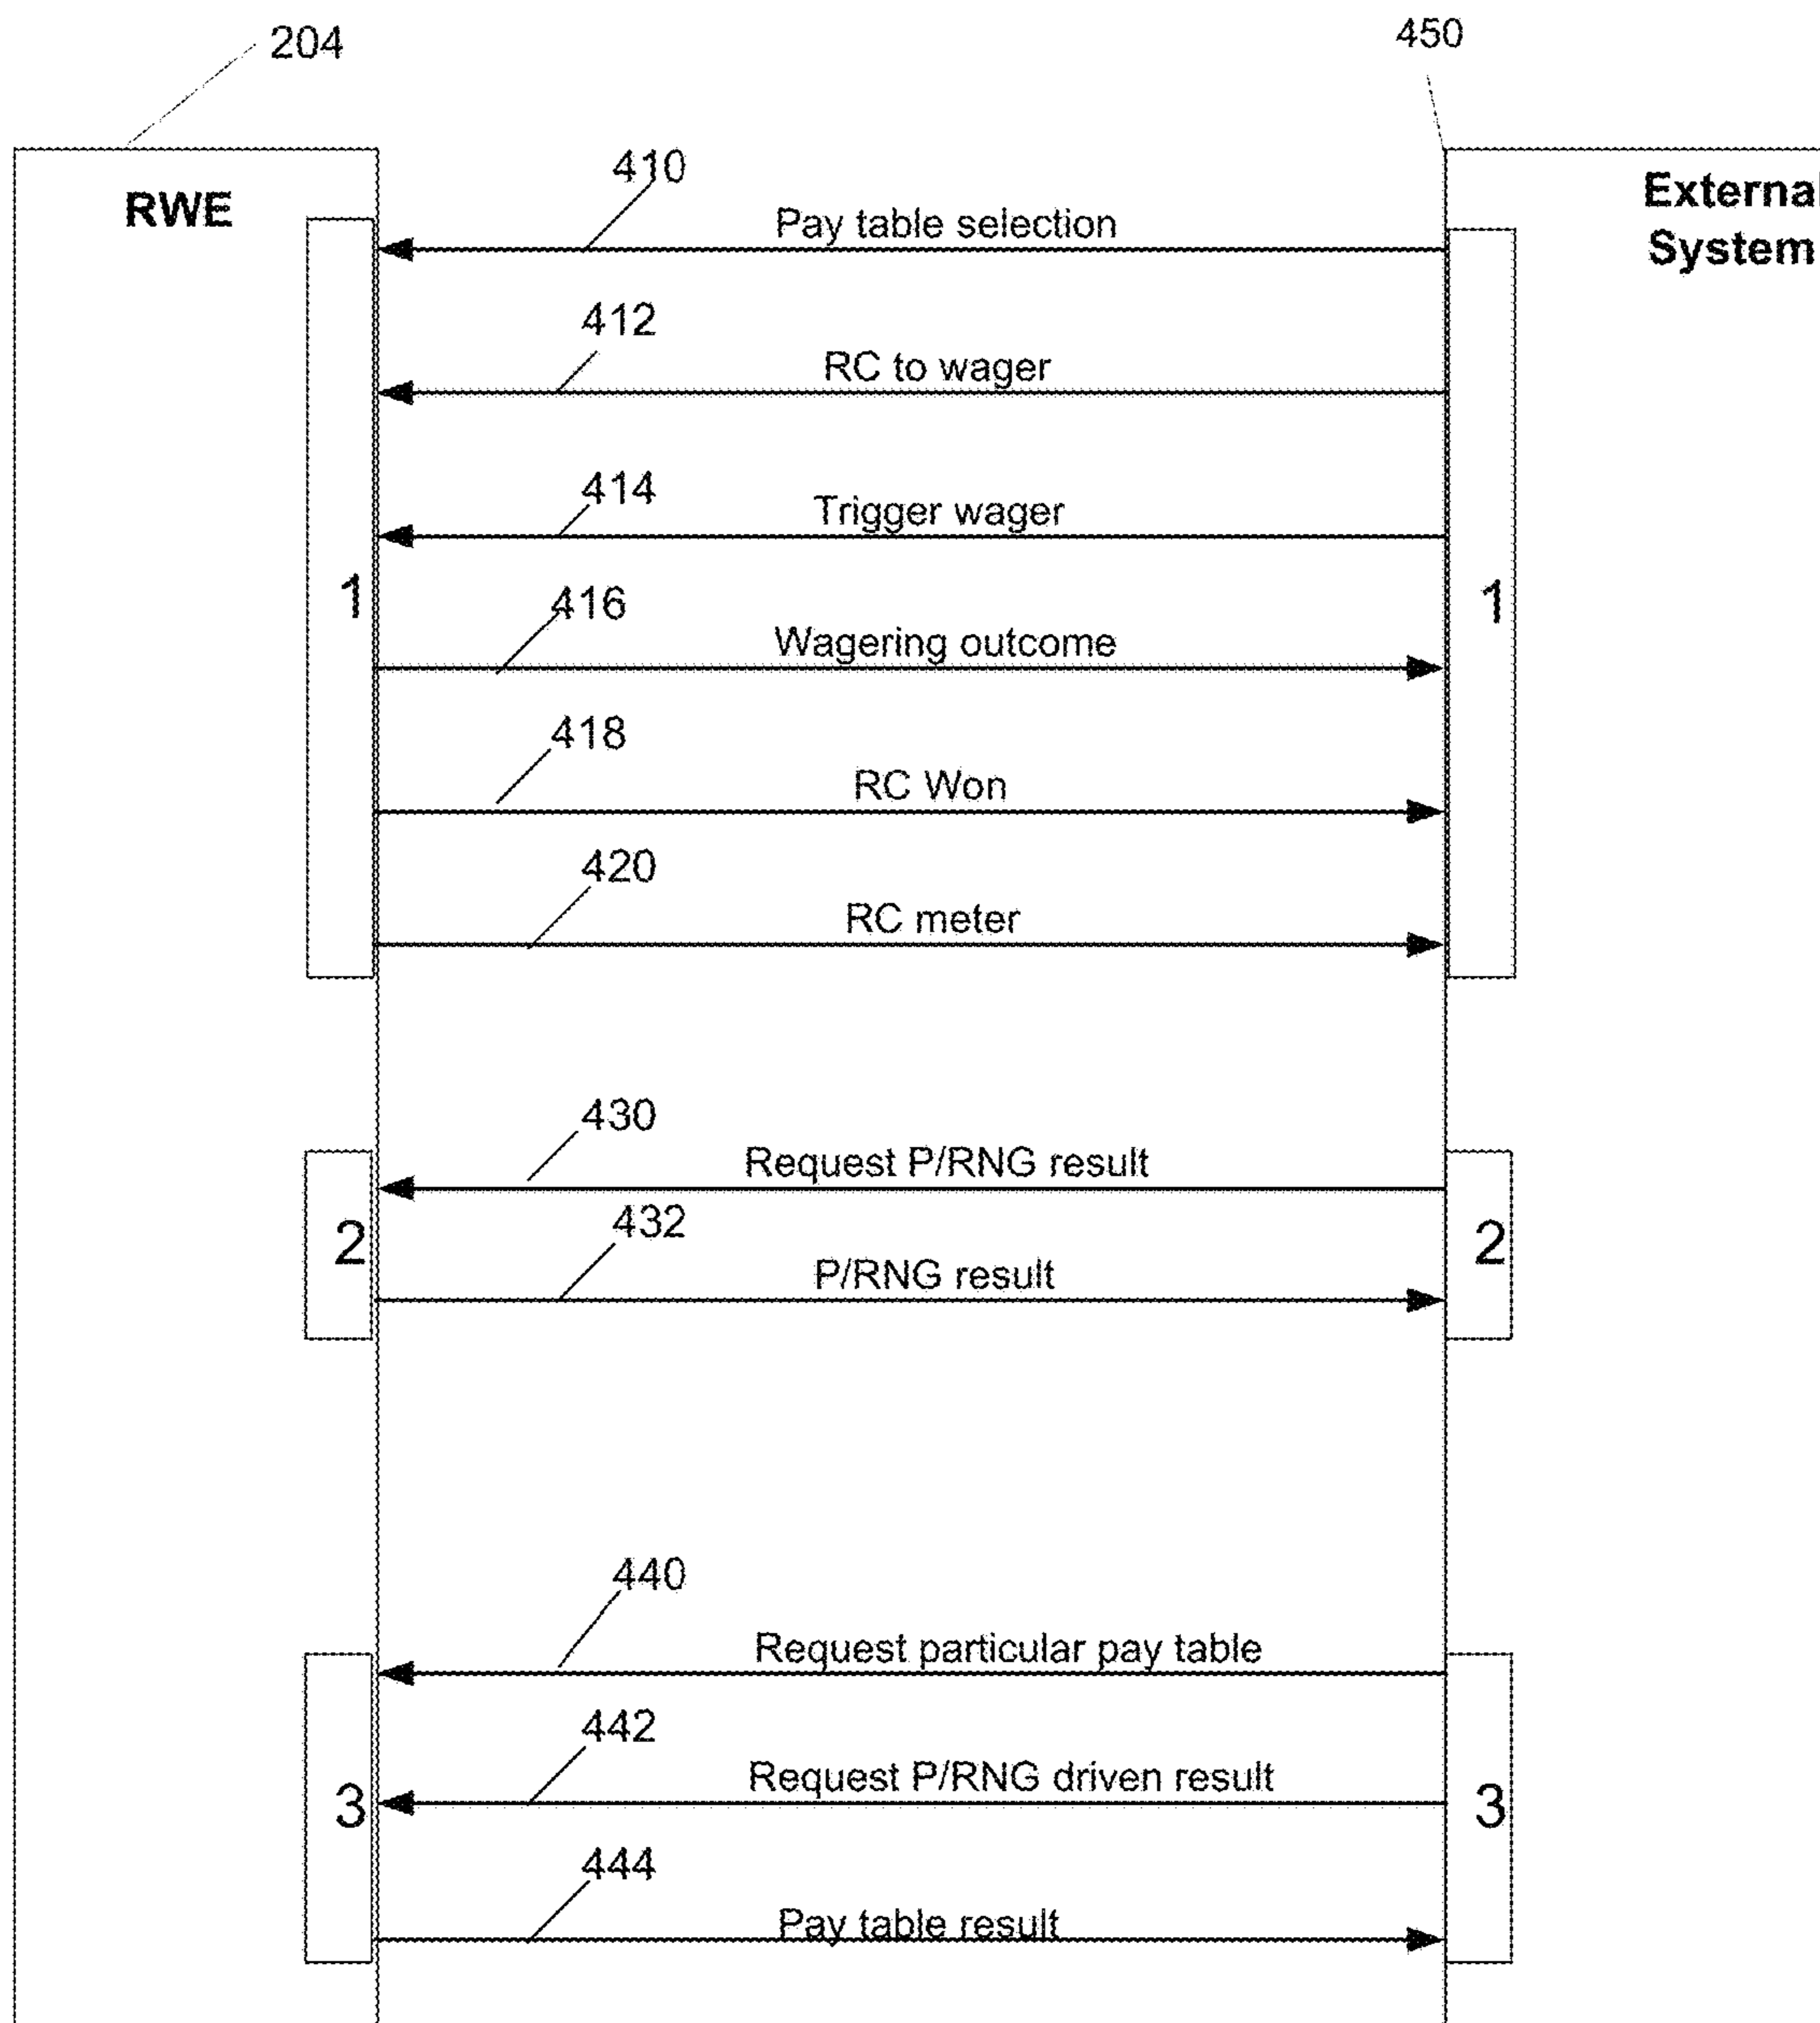 204
450
RWE
External
System
410
Pay table selection
412
RC to wager
414
Trigger wager
1
1
416
Wagering outcome
418
RC Won
420
RC meter
430
Request P/RNG result
2
2
432
P/RNG result
440
Request particular pay table
442
Request P/RNG driven result
3
3
444
Pay table result